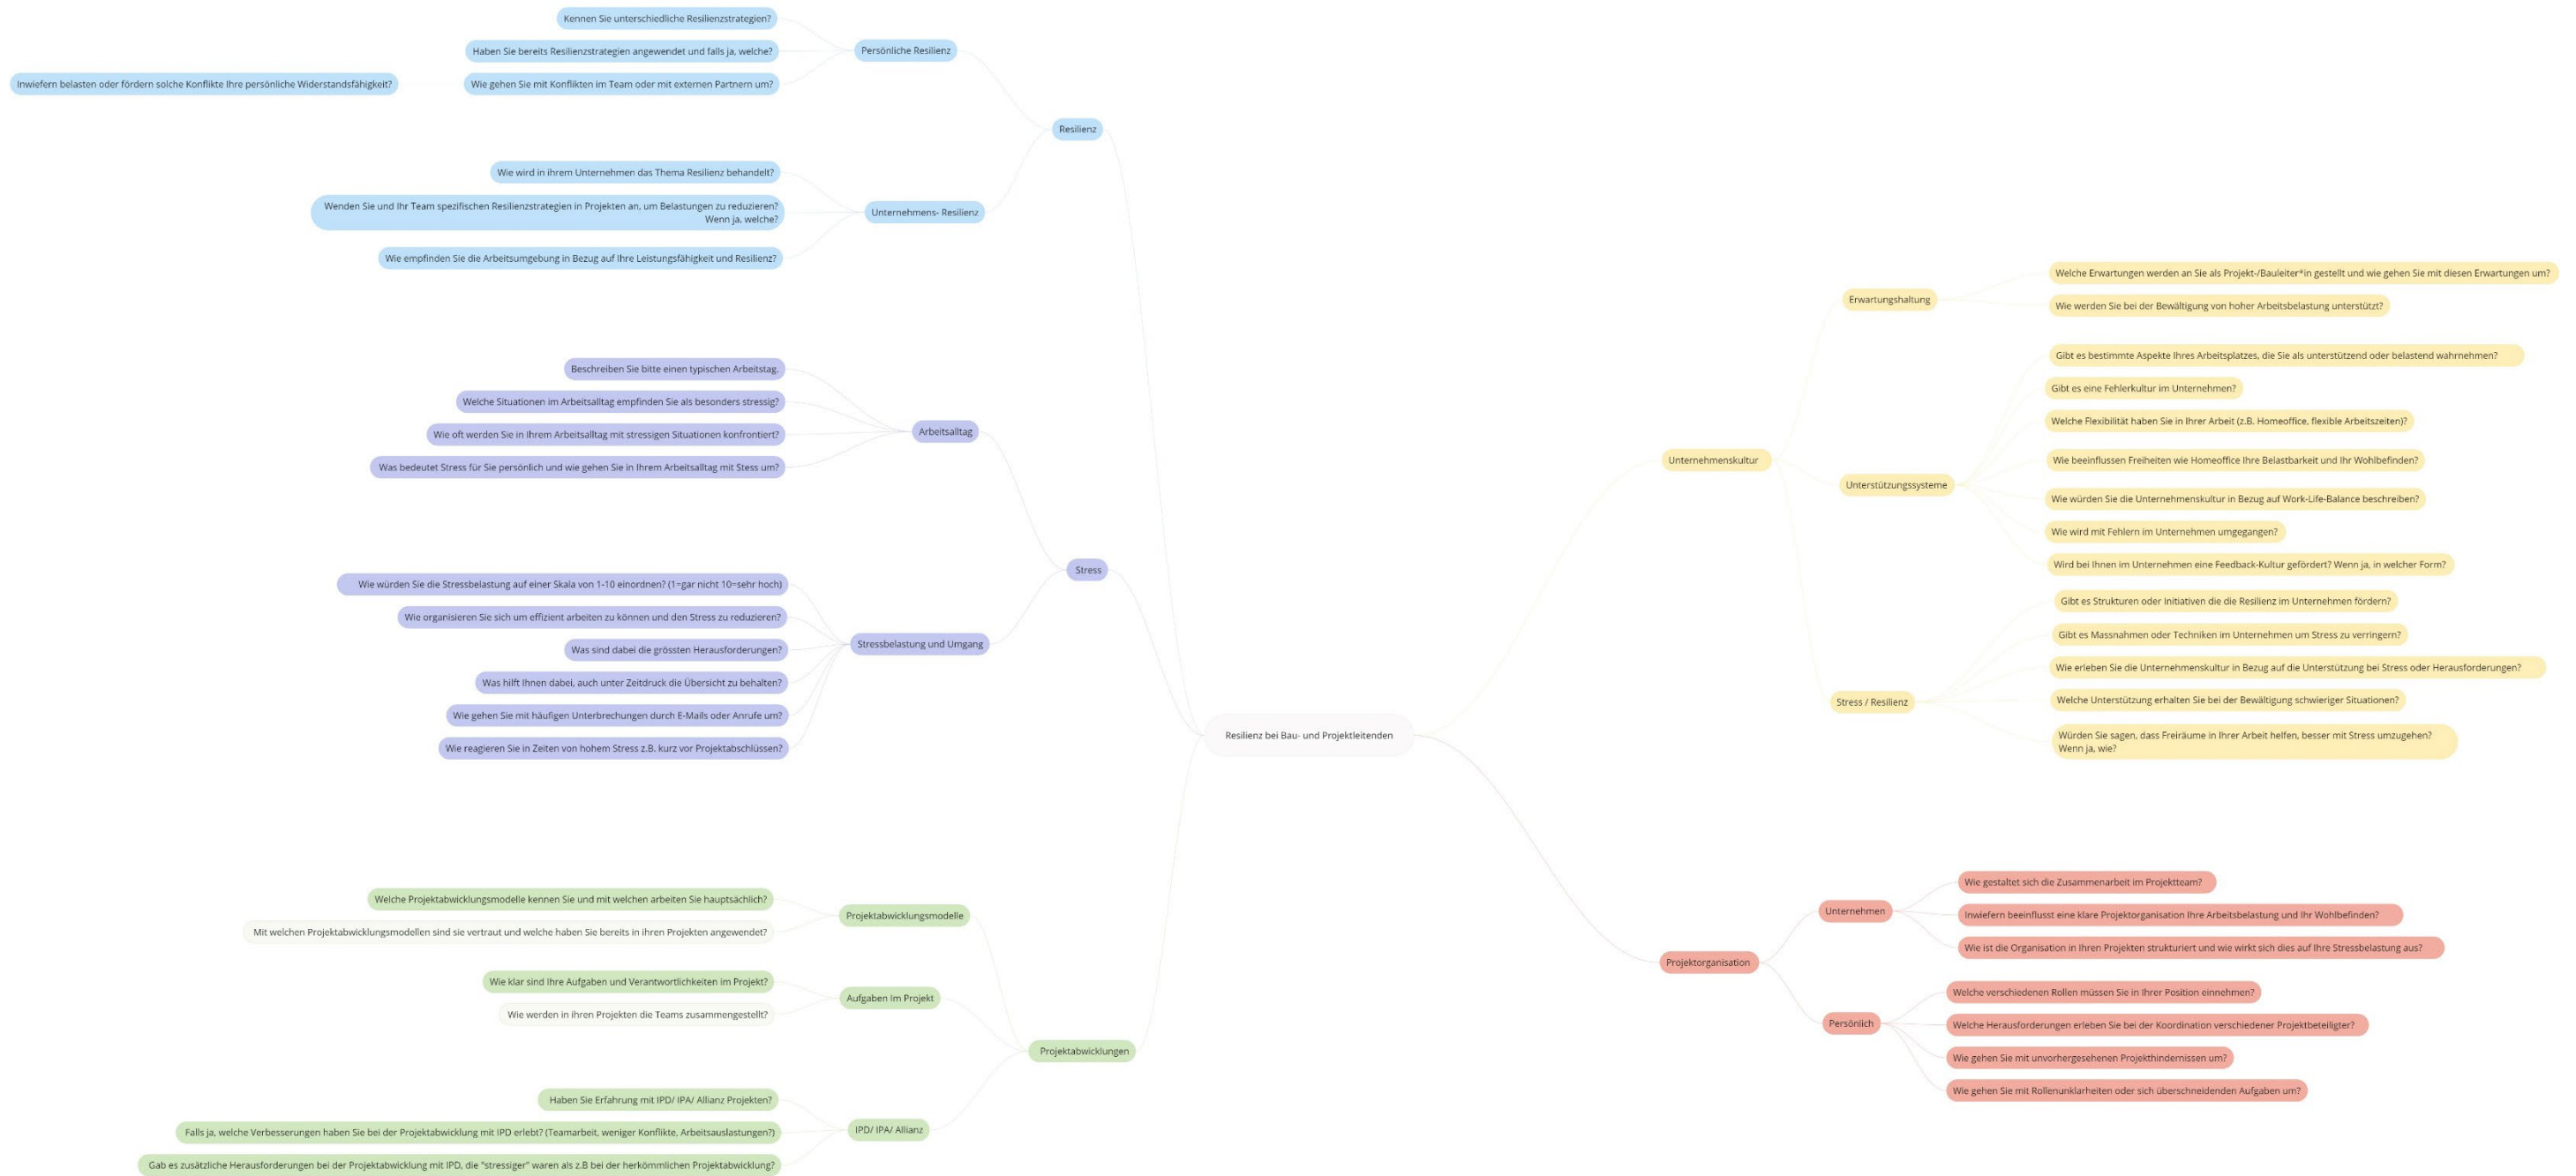 Resilienz bei Bau- und Projektleitenden
Resilienz
Persönliche Resilienz
Kennen Sie unterschiedliche Resilienzstrategien?
Haben Sie bereits Resilienzstrategien angewendet und falls ja, welche?
Wie gehen Sie mit Konflikten im Team oder mit externen Partnern um?
Inwiefern belasten oder fördern solche Konflikte Ihre persönliche Widerstandsfähigkeit?
Unternehmens- Resilienz
Wie wird in ihrem Unternehmen das Thema Resilienz behandelt?
Wenden Sie und Ihr Team spezifischen Resilienzstrategien in Projekten an, um Belastungen zu reduzieren?
Wenn ja, welche?
Wie empfinden Sie die Arbeitsumgebung in Bezug auf Ihre Leistungsfähigkeit und Resilienz?
Stress
Arbeitsalltag
Beschreiben Sie bitte einen typischen Arbeitstag.
Welche Situationen im Arbeitsalltag empfinden Sie als besonders stressig?
Wie oft werden Sie in Ihrem Arbeitsalltag mit stressigen Situationen konfrontiert?
Was bedeutet Stress für Sie persönlich und wie gehen Sie in Ihrem Arbeitsalltag mit Stess um?
Stressbelastung und Umgang
Wie würden Sie die Stressbelastung auf einer Skala von 1-10 einordnen? (1=gar nicht 10=sehr hoch)
Wie organisieren Sie sich um effizient arbeiten zu können und den Stress zu reduzieren?
Was sind dabei die grössten Herausforderungen?
Was hilft Ihnen dabei, auch unter Zeitdruck die Übersicht zu behalten?
Wie gehen Sie mit häufigen Unterbrechungen durch E-Mails oder Anrufe um?
Wie reagieren Sie in Zeiten von hohem Stress z.B. kurz vor Projektabschlüssen?
Projektabwicklungen
Projektabwicklungsmodelle
Welche Projektabwicklungsmodelle kennen Sie und mit welchen arbeiten Sie hauptsächlich?
Mit welchen Projektabwicklungsmodellen sind sie vertraut und welche haben Sie bereits in ihren Projekten angewendet?
Aufgaben Im Projekt
Wie klar sind Ihre Aufgaben und Verantwortlichkeiten im Projekt?
Wie werden in ihren Projekten die Teams zusammengestellt?
IPD/ IPA/ Allianz
Haben Sie Erfahrung mit IPD/ IPA/ Allianz Projekten?
Falls ja, welche Verbesserungen haben Sie bei der Projektabwicklung mit IPD erlebt? (Teamarbeit, weniger Konflikte, Arbeitsauslastungen?)
Gab es zusätzliche Herausforderungen bei der Projektabwicklung mit IPD, die "stressiger" waren als z.B bei der herkömmlichen Projektabwicklung?
Unternehmenskultur
Erwartungshaltung
Welche Erwartungen werden an Sie als Projekt-/Bauleiter*in gestellt und wie gehen Sie mit diesen Erwartungen um?
Wie werden Sie bei der Bewältigung von hoher Arbeitsbelastung unterstützt?
Unterstützungssysteme
Gibt es bestimmte Aspekte Ihres Arbeitsplatzes, die Sie als unterstützend oder belastend wahrnehmen?
Gibt es eine Fehlerkultur im Unternehmen?
Welche Flexibilität haben Sie in Ihrer Arbeit (z.B. Homeoffice, flexible Arbeitszeiten)?
Wie beeinflussen Freiheiten wie Homeoffice Ihre Belastbarkeit und Ihr Wohlbefinden?
Wie würden Sie die Unternehmenskultur in Bezug auf Work-Life-Balance beschreiben?
Wie wird mit Fehlern im Unternehmen umgegangen?
Wird bei Ihnen im Unternehmen eine Feedback-Kultur gefördert? Wenn ja, in welcher Form?
Stress / Resilienz
Gibt es Strukturen oder Initiativen die die Resilienz im Unternehmen fördern?
Gibt es Massnahmen oder Techniken im Unternehmen um Stress zu verringern?
Wie erleben Sie die Unternehmenskultur in Bezug auf die Unterstützung bei Stress oder Herausforderungen?
Welche Unterstützung erhalten Sie bei der Bewältigung schwieriger Situationen?
Würden Sie sagen, dass Freiräume in Ihrer Arbeit helfen, besser mit Stress umzugehen?
Wenn ja, wie?
Projektorganisation
Unternehmen
Wie gestaltet sich die Zusammenarbeit im Projektteam?
Inwiefern beeinflusst eine klare Projektorganisation Ihre Arbeitsbelastung und Ihr Wohlbefinden?
Wie ist die Organisation in Ihren Projekten strukturiert und wie wirkt sich dies auf Ihre Stressbelastung aus?
Persönlich
Welche verschiedenen Rollen müssen Sie in Ihrer Position einnehmen?
Welche Herausforderungen erleben Sie bei der Koordination verschiedener Projektbeteiligter?
Wie gehen Sie mit unvorhergesehenen Projekthindernissen um?
Wie gehen Sie mit Rollenunklarheiten oder sich überschneidenden Aufgaben um?